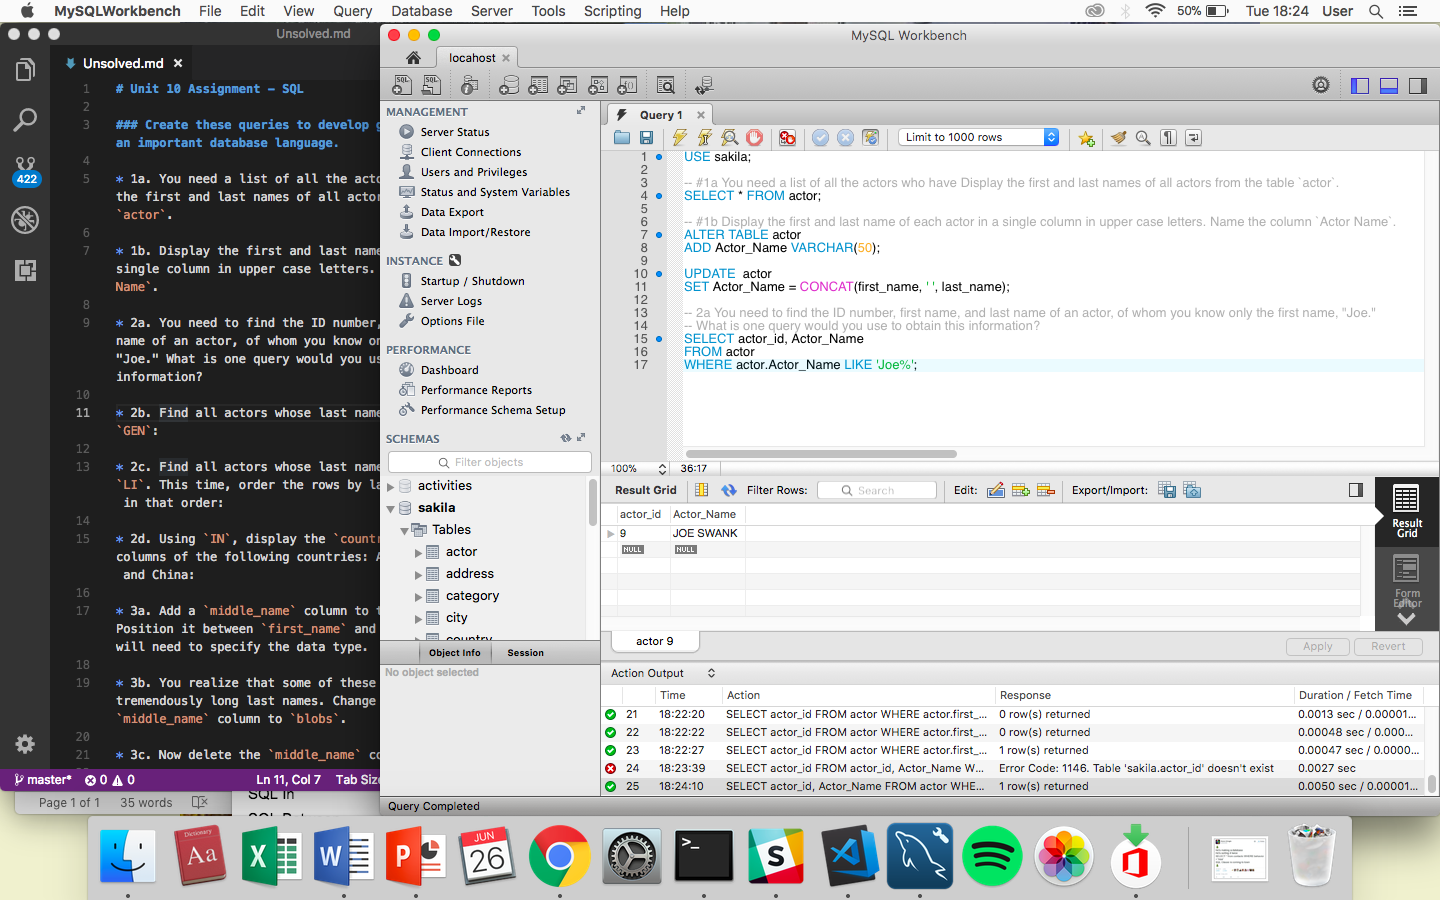 MySQLWorkbench File Edit View Query Database Server Tools Scripting Help
50% Tue 18:24 User
Unsolved.md
Unsolved.md
1 # Unit 10 Assignment - SQL
2
3 ### Create these queries to develop
an important database language.
4
5 * 1a. You need a list of all the
the first and last names of all
`actor`.
6
7 * 1b. Display the first and last
single column in upper case letters.
Name`.
8
9 * 2a. You need to find the ID number,
name of an actor, of whom you know
"Joe." What is one query would you
information?
10
11 * 2b. Find all actors whose last name
`GEN`:
12
13 * 2c. Find all actors whose last name
`LI`. This time, order the rows by
in that order:
14
15 * 2d. Using `IN`, display the
columns of the following countries:
and China:
16
17 * 3a. Add a `middle_name` column to
Position it between `first_name` and
will need to specify the data type.
18
19 * 3b. You realize that some of these
tremendously long last names. Change
`middle_name` column to `blobs`.
20
21 * 3c. Now delete the `middle_name`
422
master* 0 0 Ln 11, Col 7 Tab
Page 1 of 1 35 words
SQL In
MySQL Workbench
locahost
MANAGEMENT
Server Status
Client Connections
Users and Privileges
Status and System Variables
Data Export
Data Import/Restore
INSTANCE
Startup / Shutdown
Server Logs
Options File
PERFORMANCE
Dashboard
Performance Reports
Performance Schema Setup
SCHEMAS
Filter objects
activities
sakila
Tables
actor
address
category
city
country
Object Info Session
No object selected
Query Completed
Query 1
Limit to 1000 rows
1 USE sakila;
2
3 -- #1a You need a list of all the actors who have Display the first and last names of all actors from the table `actor`.
4 SELECT * FROM actor;
5
6 -- #1b Display the first and last name of each actor in a single column in upper case letters. Name the column `Actor Name`.
7 ALTER TABLE actor
8 ADD Actor_Name VARCHAR(50);
9
10 UPDATE  actor
11 SET Actor_Name = CONCAT(first_name, ' ', last_name);
12
13 -- 2a You need to find the ID number, first name, and last name of an actor, of whom you know only the first name, "Joe."
14 -- What is one query would you use to obtain this information?
15 SELECT actor_id, Actor_Name
16 FROM actor
17 WHERE actor.Actor_Name LIKE 'Joe%';
100% 36:17
Result Grid Filter Rows: Search Edit: Export/Import:
actor_id Actor_Name
9 JOE SWANK
NULL NULL
Result
Grid
Form
Editor
actor 9
Apply Revert
Action Output
Time Action Response Duration / Fetch Time
21 18:22:20 SELECT actor_id FROM actor WHERE actor.first_... 0 row(s) returned 0.0013 sec / 0.00001...
22 18:22:22 SELECT actor_id FROM actor WHERE actor.first_... 0 row(s) returned 0.00048 sec / 0.000...
23 18:22:27 SELECT actor_id FROM actor WHERE actor.first_... 1 row(s) returned 0.00047 sec / 0.0000...
24 18:23:39 SELECT actor_id FROM actor_id, Actor_Name W... Error Code: 1146. Table 'sakila.actor_id' doesn't exist 0.0027 sec
25 18:24:10 SELECT actor_id, Actor_Name FROM actor WHE... 1 row(s) returned 0.0050 sec / 0.00001...
Dictionary
Aa
JUN
26